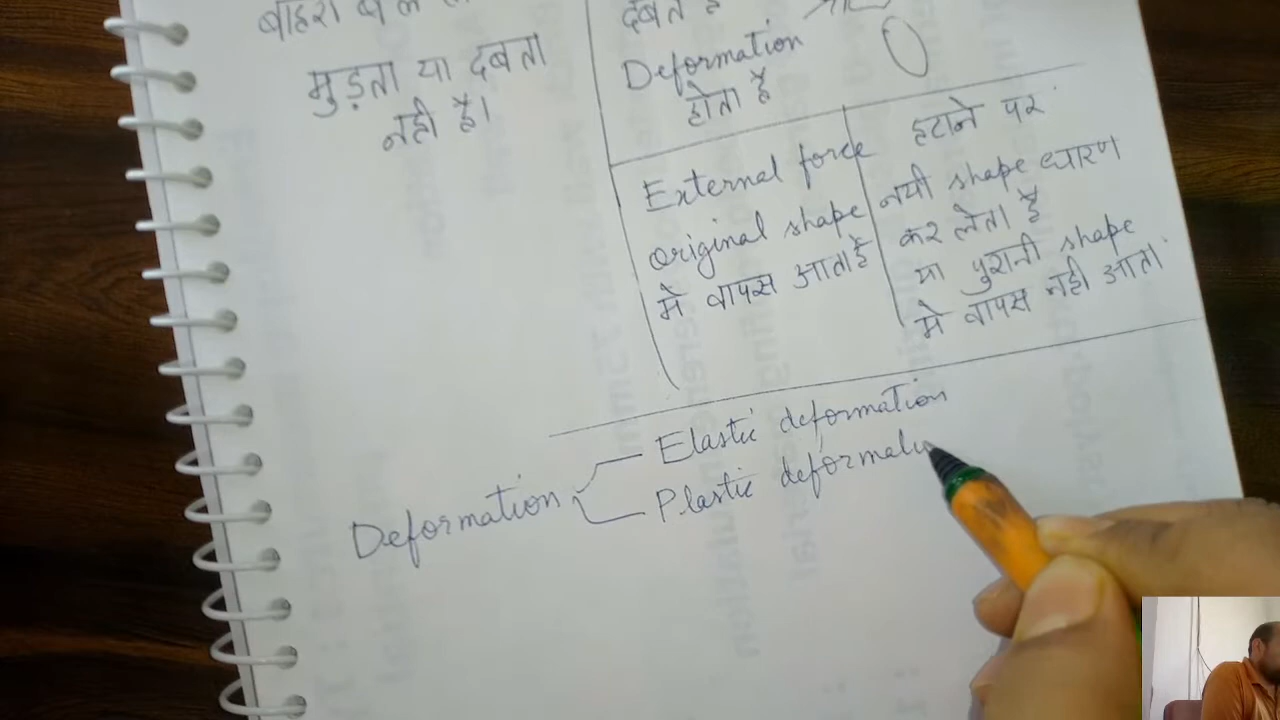 मुड़ता या दबता
नही है।
Deformation
होता है
External force हटाने पर
original shape
मे वापस आता है
नयी shape धारण
कर लेता है
या पुरानी shape
मे वापस नही आता
Deformation
Elastic deformation
Plastic deformati